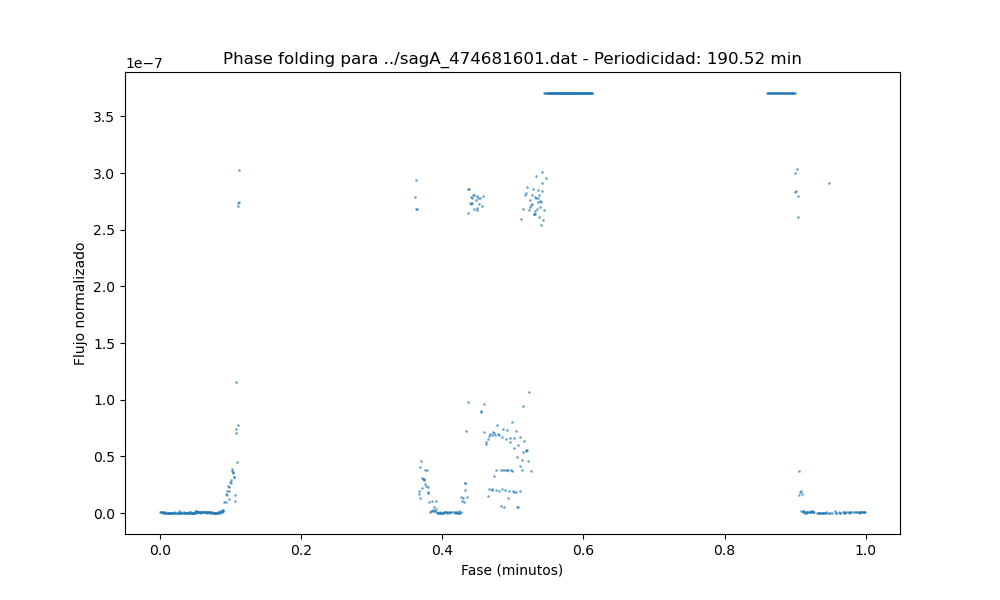 Phase folding para ../sagA_474681601.dat - Periodicidad: 190.52 min
1e−7
3.5
3.0
2.5
2.0
1.5
1.0
0.5
0.0
Flujo normalizado
0.0 0.2 0.4 0.6 0.8 1.0
Fase (minutos)